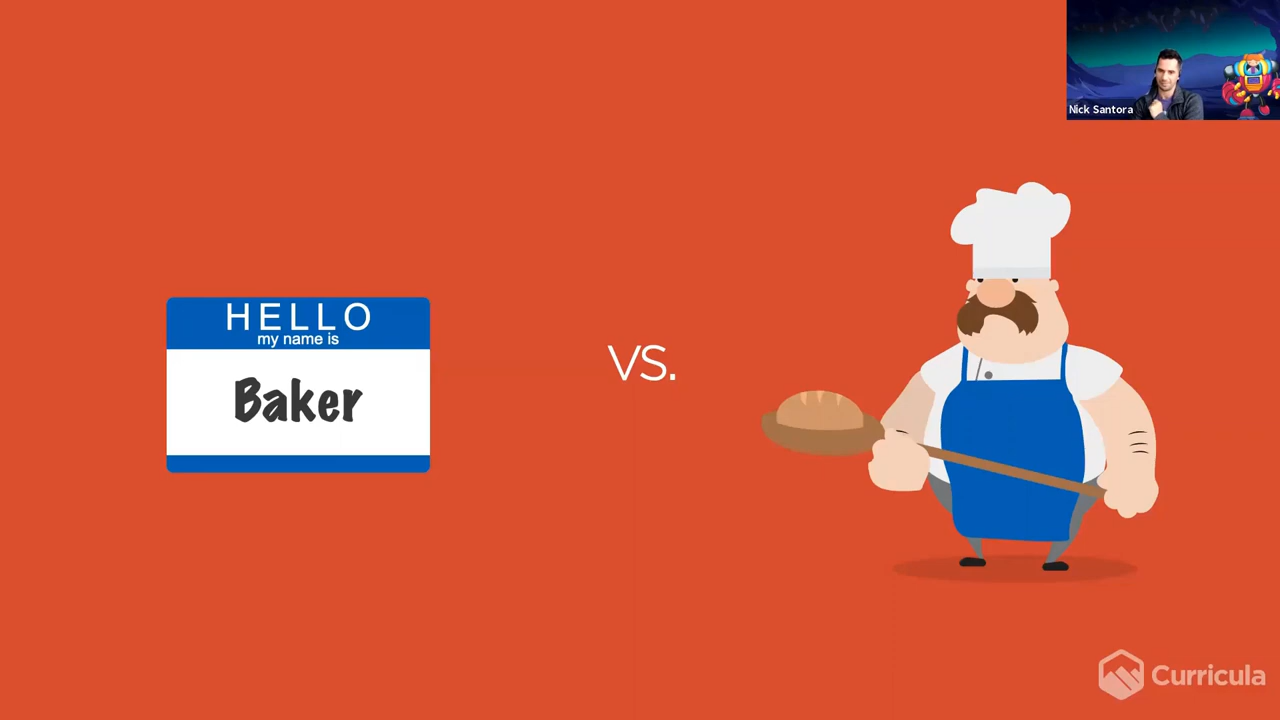 Nick Santora
HELLO
my name is
Baker
VS.
Curricula